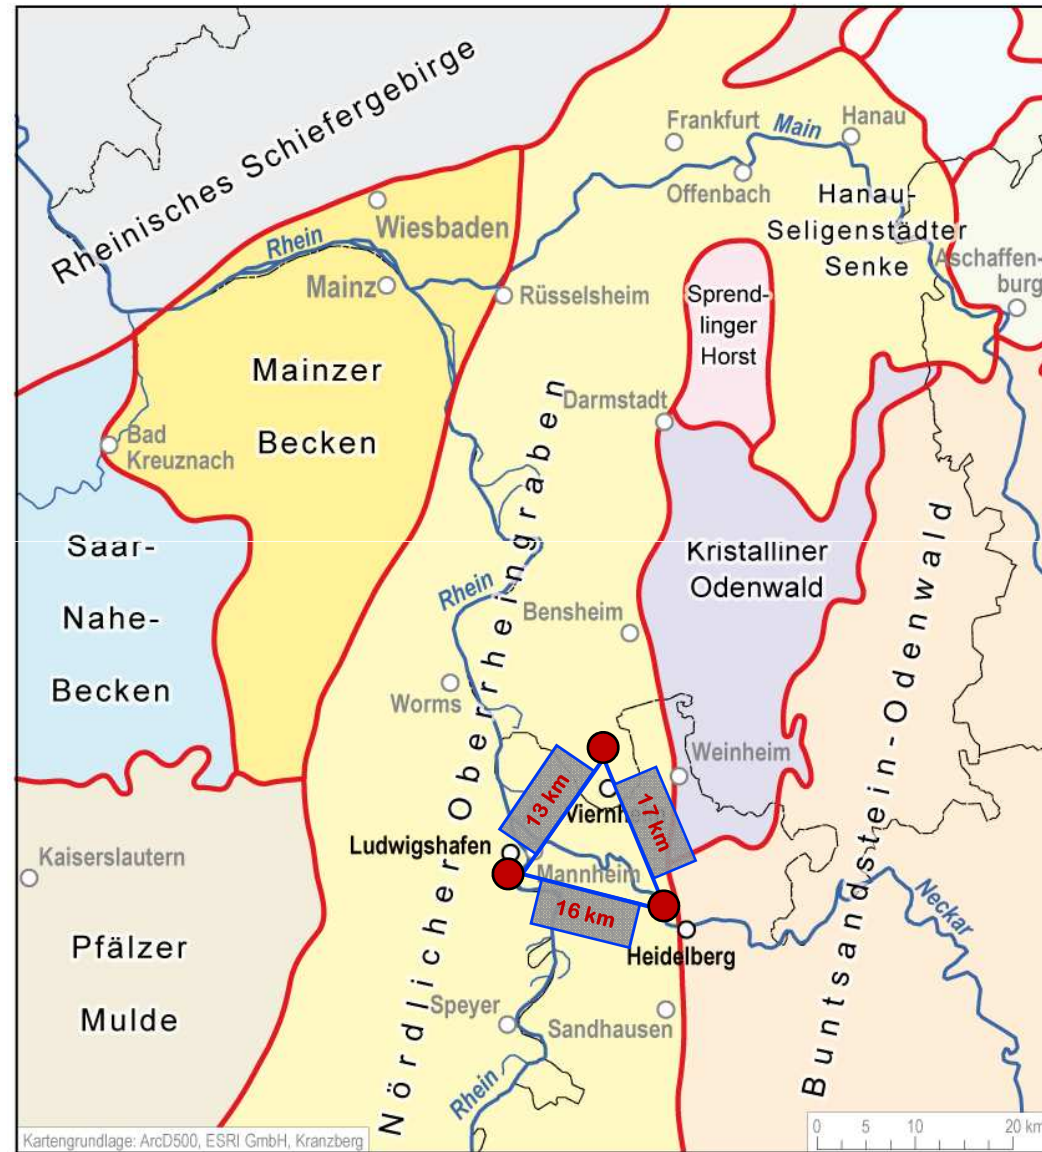 Rheinisches Schiefergebirge
Frankfurt
Main
Hanau
Offenbach
Hanau-
Seligenstädter
Senke
Aschaffen-
burg
Wiesbaden
Rhein
Mainz
Rüsselsheim
Sprend-
linger
Horst
Mainzer
Becken
Darmstadt
Bad
Kreuznach
Saar-
Nahe-
Becken
Kristalliner
Odenwald
Rhein
Bensheim
Worms
Nördlicher Oberrheingraben
Buntsandstein-Odenwald
Weinheim
13 km
17 km
Viernh
Ludwigshafen
Mannheim
Kaiserslautern
16 km
Neckar
Heidelberg
Pfälzer
Mulde
Speyer
Sandhausen
Rhein
Kartengrundlage: ArcD500, ESRI GmbH, Kranzberg
0 5 10 20 km